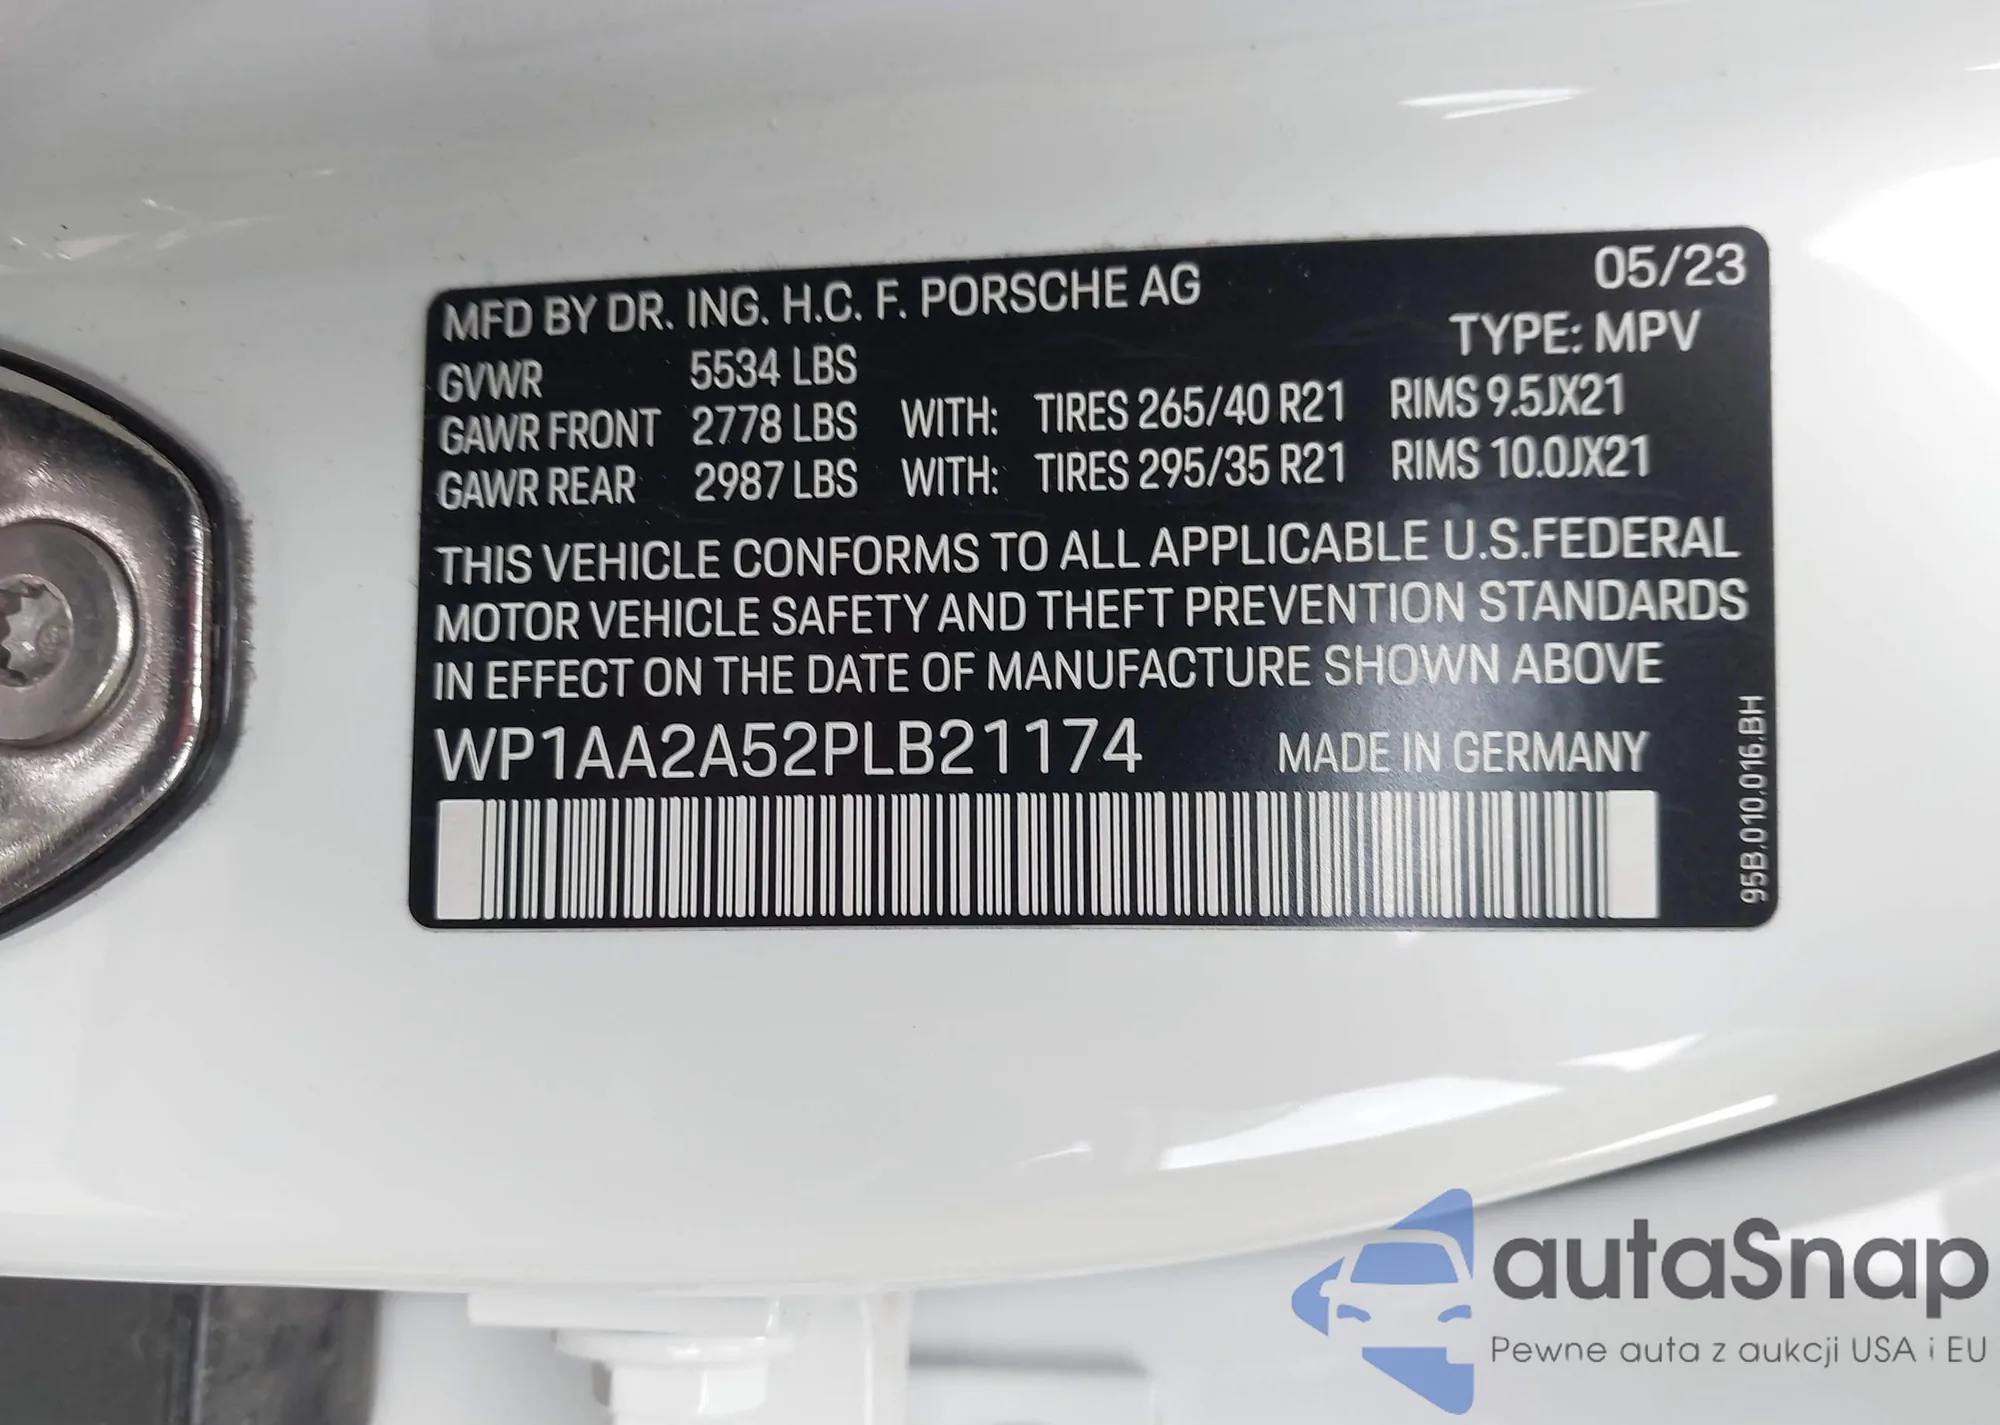 MFD BY DR. ING. H.C. F. PORSCHE AG 05/23
TYPE: MPV
GVWR 5534 LBS
GAWR FRONT 2778 LBS WITH: TIRES 265/40 R21 RIMS 9.5JX21
GAWR REAR 2987 LBS WITH: TIRES 295/35 R21 RIMS 10.0JX21
THIS VEHICLE CONFORMS TO ALL APPLICABLE U.S.FEDERAL
MOTOR VEHICLE SAFETY AND THEFT PREVENTION STANDARDS
IN EFFECT ON THE DATE OF MANUFACTURE SHOWN ABOVE
WP1AA2A52PLB21174 MADE IN GERMANY
95B.010.016.BH
autaSnap
Pewne auta z aukcji USA i EU